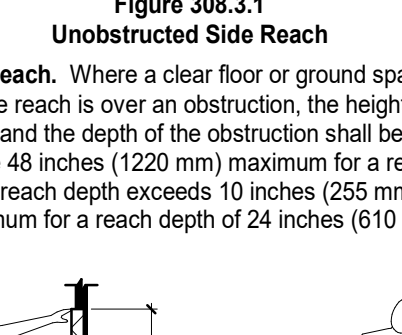 Figure 308.3.1
Unobstructed Side Reach
each. Where a clear floor or ground spa
e reach is over an obstruction, the height
and the depth of the obstruction shall be
48 inches (1220 mm) maximum for a re
reach depth exceeds 10 inches (255 mm
num for a reach depth of 24 inches (610